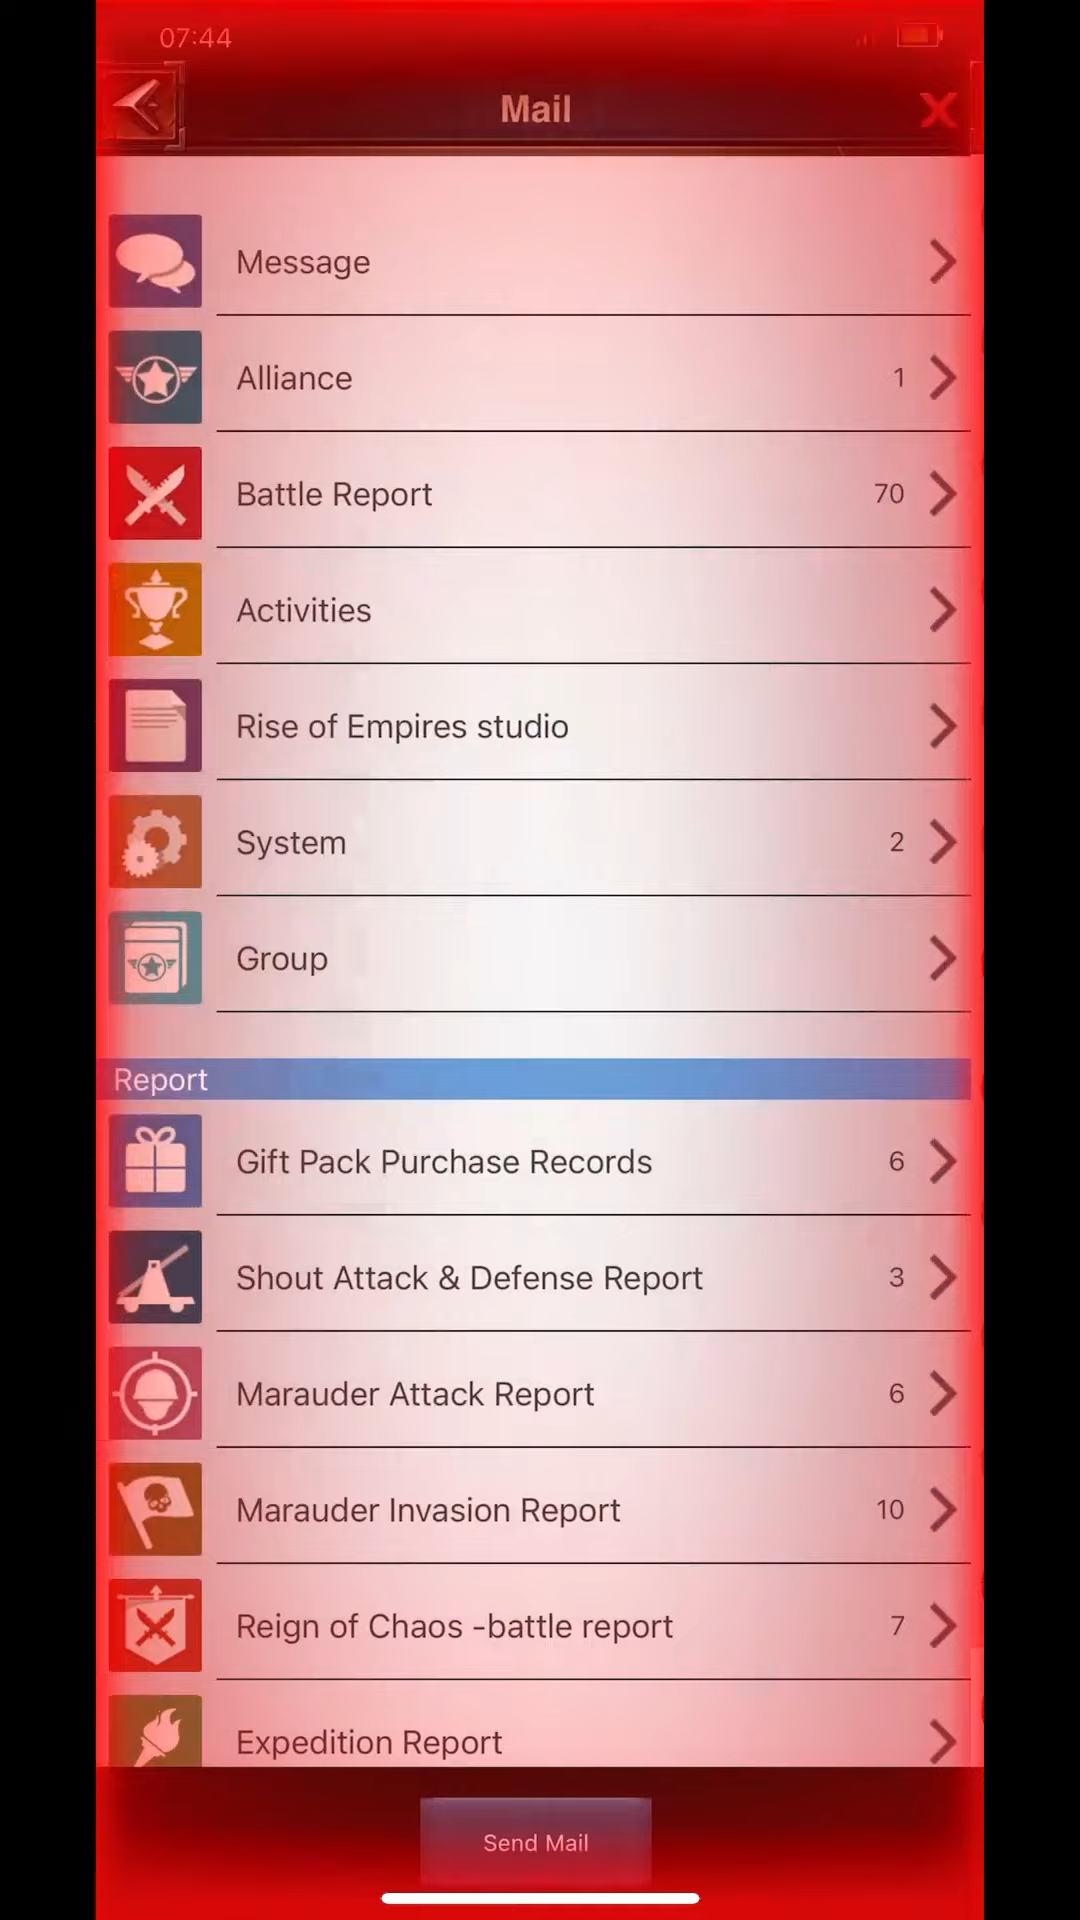 07:44
Mail
Message
Alliance 1
Battle Report 70
Activities
Rise of Empires studio
System 2
Group
Report
Gift Pack Purchase Records 6
Shout Attack & Defense Report 3
Marauder Attack Report 6
Marauder Invasion Report 10
Reign of Chaos -battle report 7
Expedition Report
Send Mail